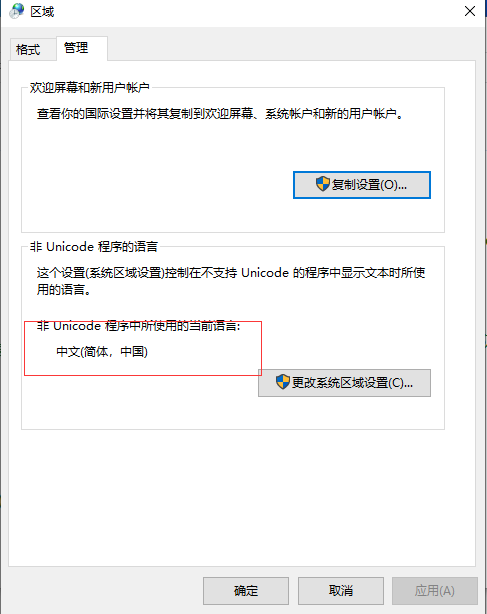 区域
格式
管理
欢迎屏幕和新用户帐户
查看你的国际设置并将其复制到欢迎屏幕、系统帐户和新的用户帐户。
复制设置(O)...
非 Unicode 程序的语言
这个设置(系统区域设置)控制在不支持 Unicode 的程序中显示文本时所使
用的语言。
非 Unicode 程序中所使用的当前语言:
中文(简体，中国)
更改系统区域设置(C)...
确定
取消
应用(A)